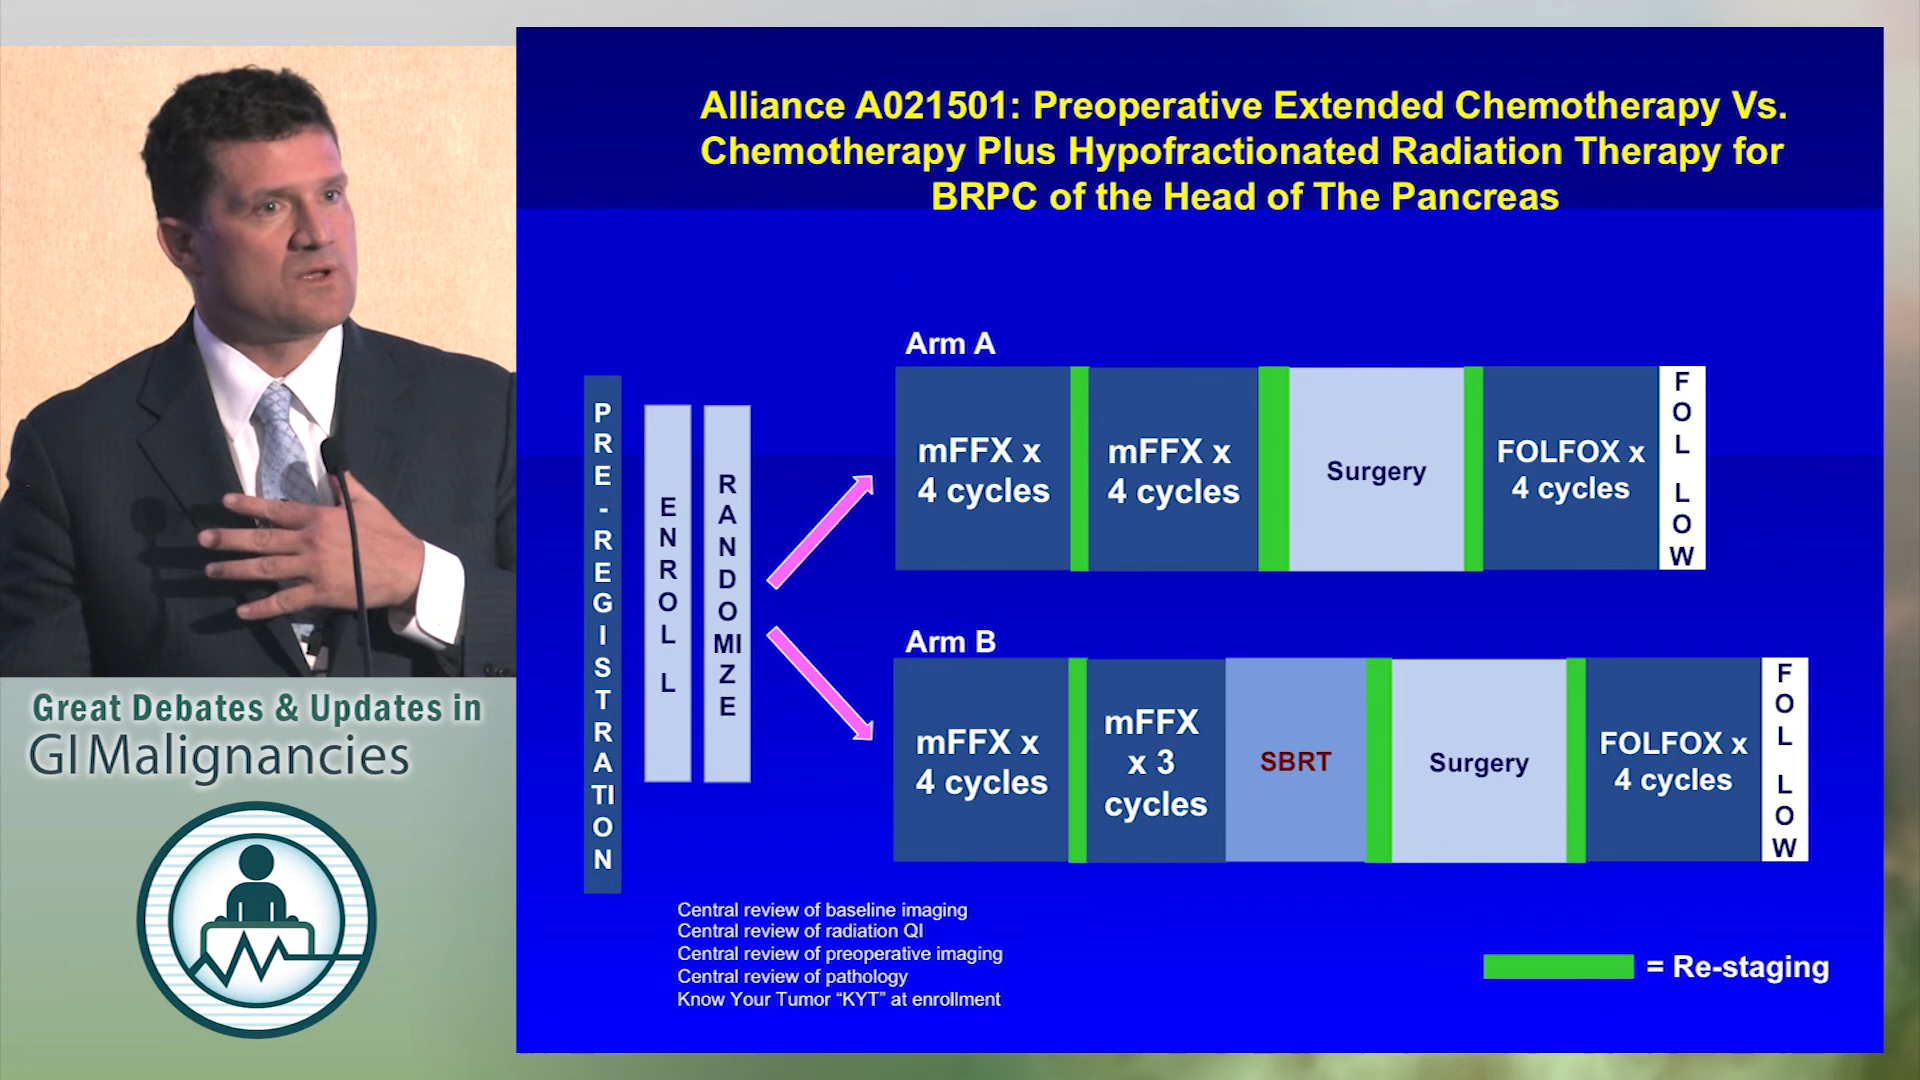 Alliance A021501: Preoperative Extended Chemotherapy Vs.
Chemotherapy Plus Hypofractionated Radiation Therapy for
BRPC of the Head of The Pancreas
PRE-REGISTRATION
ENROLL
RANDOMIZE
Arm A
mFFX x
4 cycles
mFFX x
4 cycles
Surgery
FOLFOX x
4 cycles
FOLLOW
Arm B
mFFX x
4 cycles
mFFX
x 3
cycles
SBRT
Surgery
FOLFOX x
4 cycles
FOLLOW
Central review of baseline imaging
Central review of radiation QI
Central review of preoperative imaging
Central review of pathology
Know Your Tumor “KYT” at enrollment
= Re-staging
Great Debates & Updates in
GI Malignancies